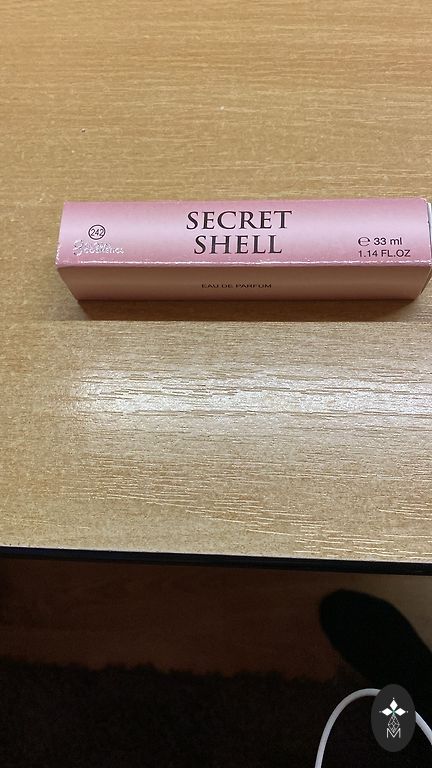 242
SECRET
SHELL
℮ 33 ml
1.14 FL.OZ
EAU DE PARFUM
M